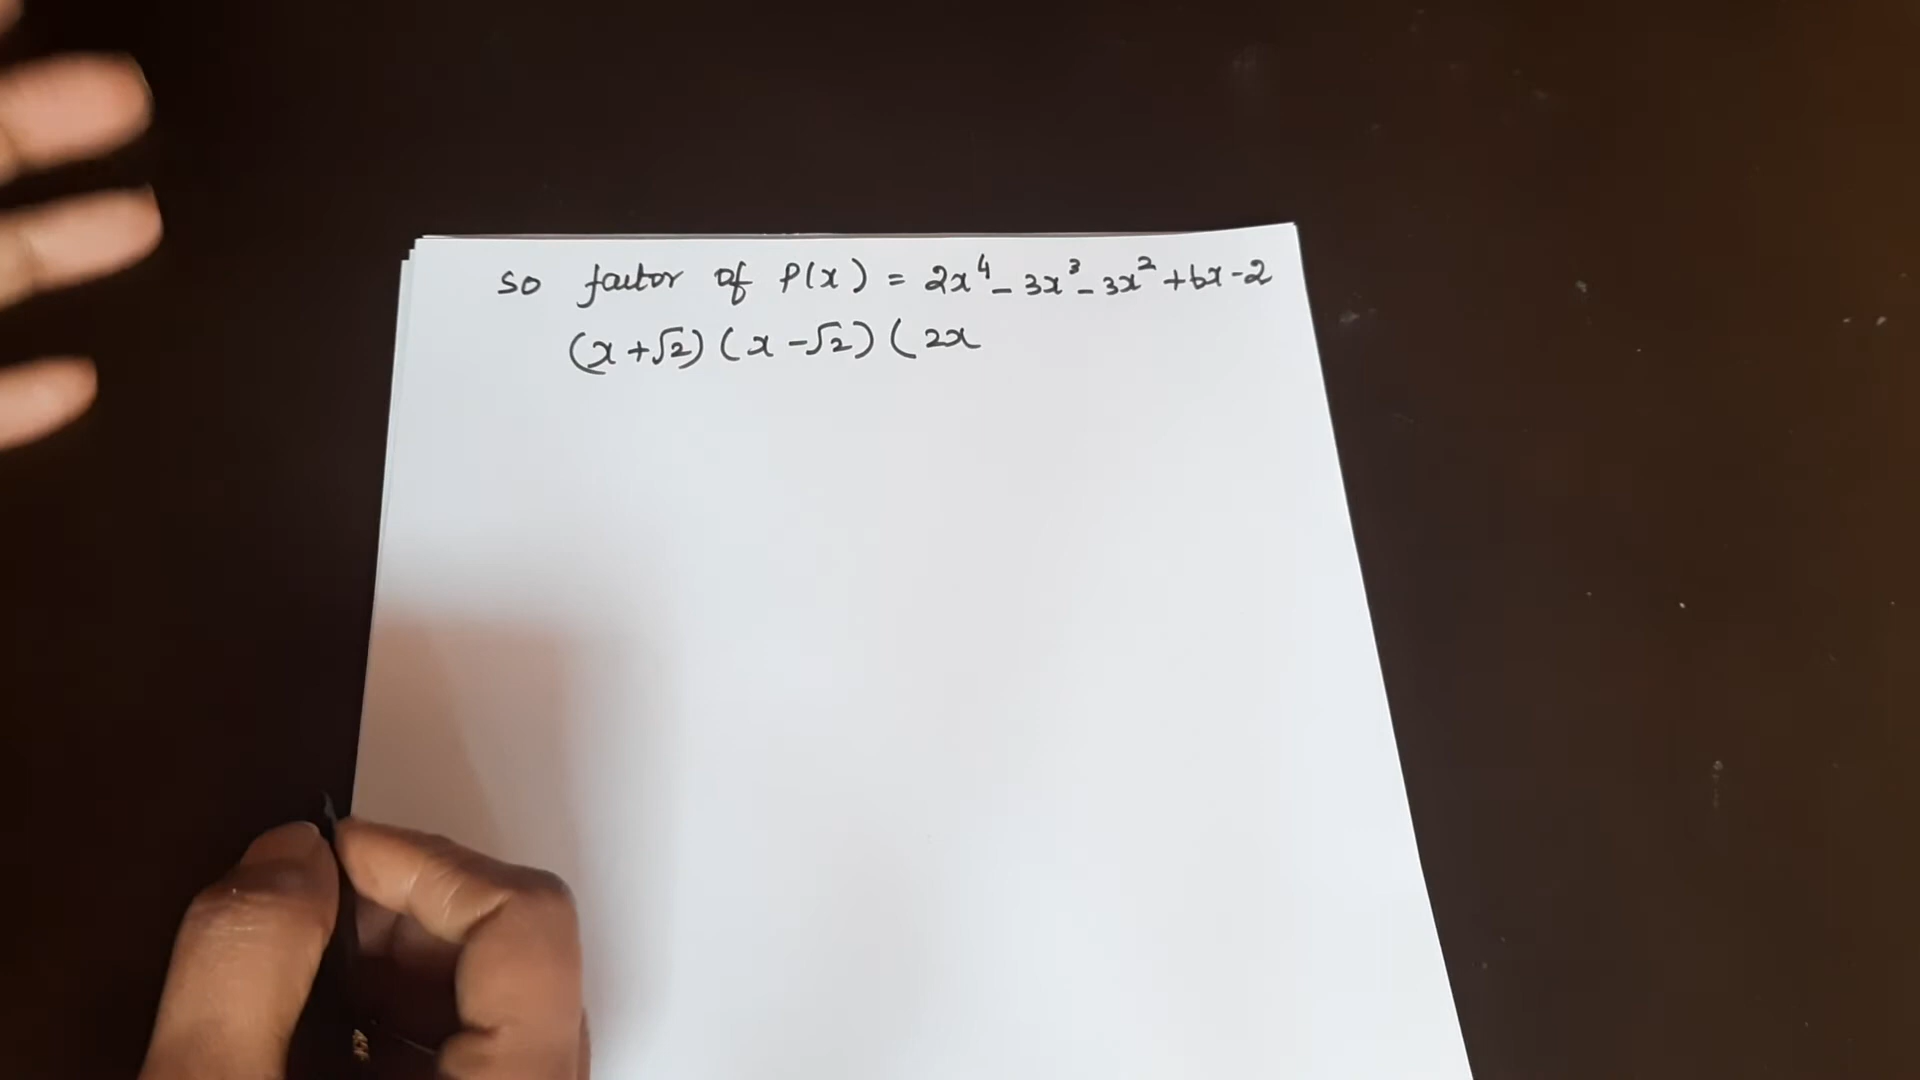 so factor of P(x) = 2x⁴ - 3x³ - 3x² + 6x - 2
(x + √2) (x - √2) ( 2x